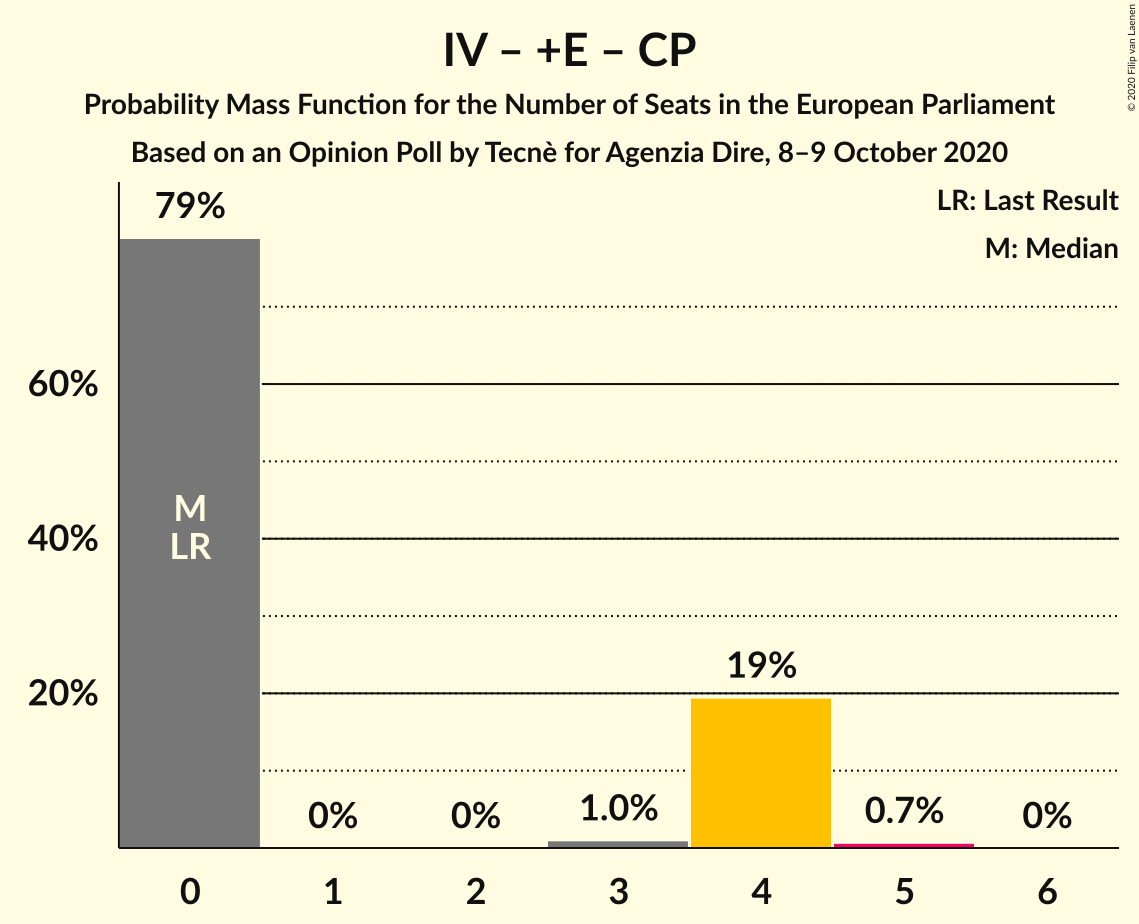 IV – +E – CP
Probability Mass Function for the Number of Seats in the European Parliament
Based on an Opinion Poll by Tecnè for Agenzia Dire, 8–9 October 2020
© 2020 Filip van Laenen
LR: Last Result
M: Median
79%
60%
40%
20%
M
LR
0%
0%
1.0%
19%
0.7%
0%
0
1
2
3
4
5
6